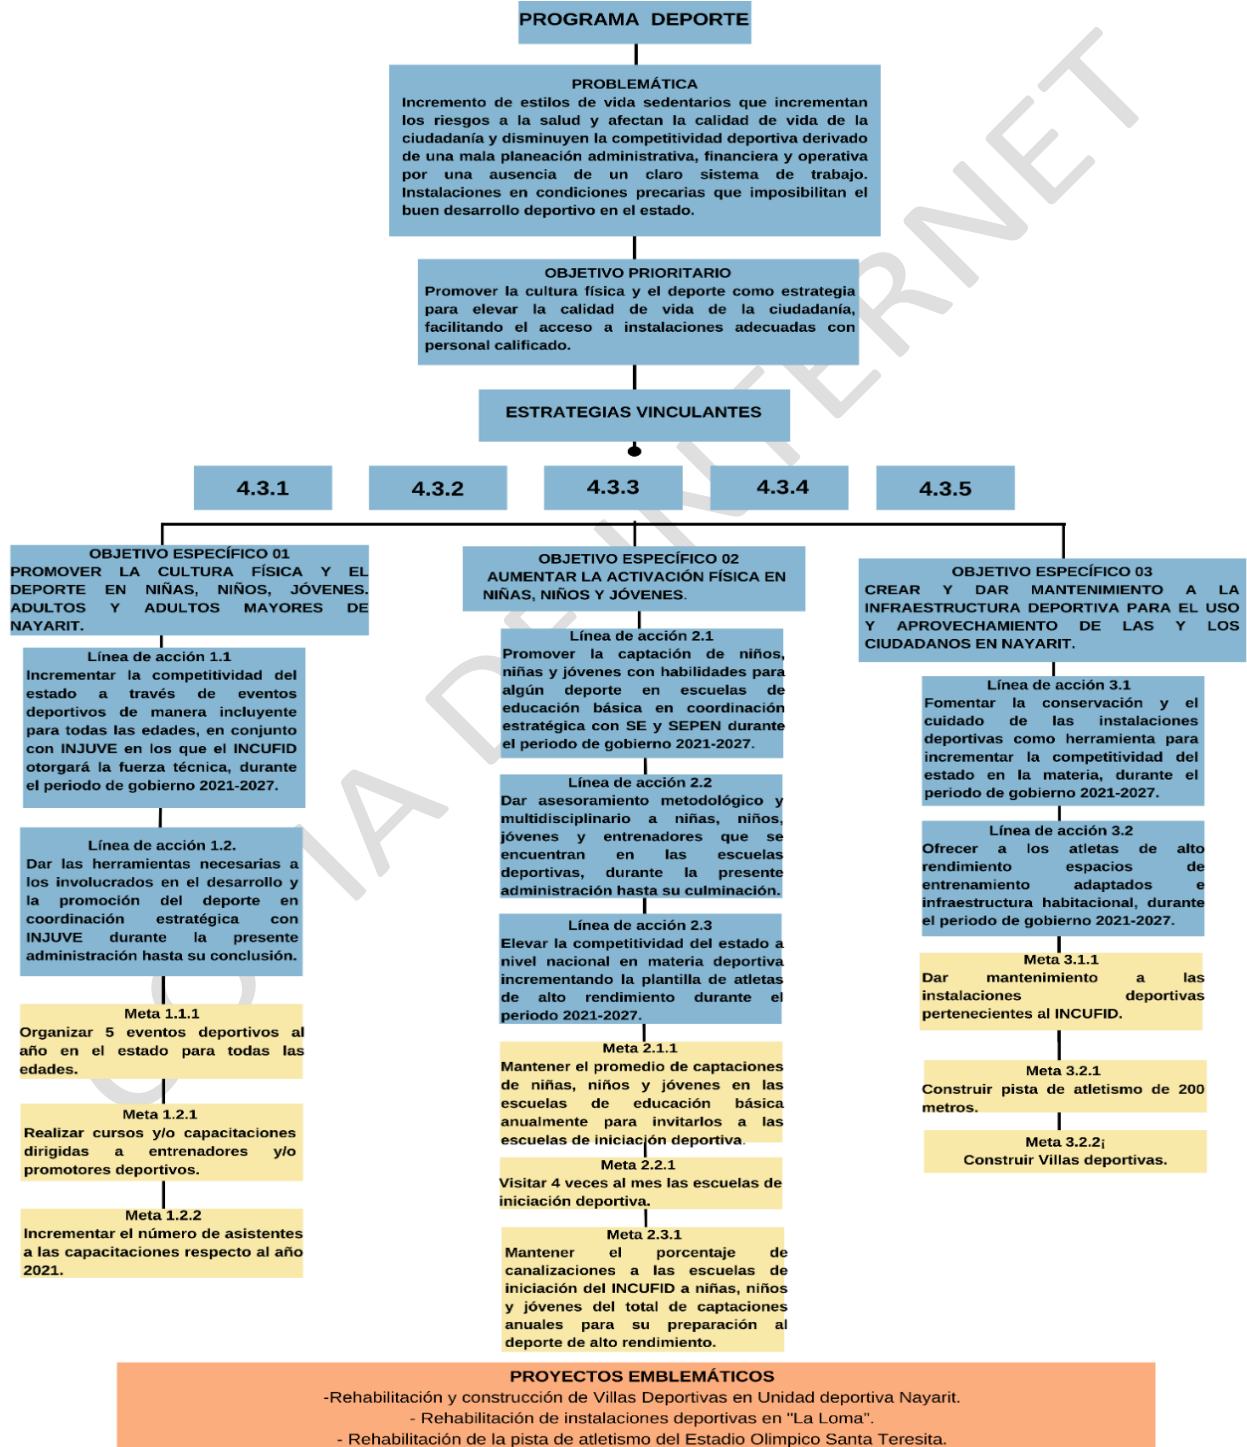 PROGRAMA DEPORTE
PROBLEMÁTICA
Incremento de estilos de vida sedentarios que incrementan
los riesgos a la salud y afectan la calidad de vida de la
ciudadanía y disminuyen la competitividad deportiva derivado
de una mala planeación administrativa, financiera y operativa
por una ausencia de un claro sistema de trabajo.
Instalaciones en condiciones precarias que imposibilitan el
buen desarrollo deportivo en el estado.
OBJETIVO PRIORITARIO
Promover la cultura física y el deporte como estrategia
para elevar la calidad de vida de la ciudadanía,
facilitando el acceso a instalaciones adecuadas con
personal calificado.
ESTRATEGIAS VINCULANTES
4.3.1
4.3.2
4.3.3
4.3.4
4.3.5
OBJETIVO ESPECÍFICO 01
PROMOVER LA CULTURA FÍSICA Y EL
DEPORTE EN NIÑAS, NIÑOS, JÓVENES.
ADULTOS Y ADULTOS MAYORES DE
NAYARIT.
Línea de acción 1.1
Incrementar la competitividad del
estado a través de eventos
deportivos de manera incluyente
para todas las edades, en conjunto
con INJUVE en los que el INCUFID
otorgará la fuerza técnica, durante
el periodo de gobierno 2021-2027.
Línea de acción 1.2.
Dar las herramientas necesarias a
los involucrados en el desarrollo y
la promoción del deporte en
coordinación estratégica con
INJUVE durante la presente
administración hasta su conclusión.
Meta 1.1.1
Organizar 5 eventos deportivos al
año en el estado para todas las
edades.
Meta 1.2.1
Realizar cursos y/o capacitaciones
dirigidas a entrenadores y/o
promotores deportivos.
Meta 1.2.2
Incrementar el número de asistentes
a las capacitaciones respecto al año
2021.
OBJETIVO ESPECÍFICO 02
AUMENTAR LA ACTIVACIÓN FÍSICA EN
NIÑAS, NIÑOS Y JÓVENES.
Línea de acción 2.1
Promover la captación de niños,
niñas y jóvenes con habilidades para
algún deporte en escuelas de
educación básica en coordinación
estratégica con SE y SEPEN durante
el periodo de gobierno 2021-2027.
Línea de acción 2.2
Dar asesoramiento metodológico y
multidisciplinario a niñas, niños,
jóvenes y entrenadores que se
encuentran en las escuelas
deportivas, durante la presente
administración hasta su culminación.
Línea de acción 2.3
Elevar la competitividad del estado a
nivel nacional en materia deportiva
incrementando la plantilla de atletas
de alto rendimiento durante el
periodo 2021-2027.
Meta 2.1.1
Mantener el promedio de captaciones
de niñas, niños y jóvenes en las
escuelas de educación básica
anualmente para invitarlos a las
escuelas de iniciación deportiva.
Meta 2.2.1
Visitar 4 veces al mes las escuelas de
iniciación deportiva.
Meta 2.3.1
Mantener el porcentaje de
canalizaciones a las escuelas de
iniciación del INCUFID a niñas, niños
y jóvenes del total de captaciones
anuales para su preparación al
deporte de alto rendimiento.
OBJETIVO ESPECÍFICO 03
CREAR Y DAR MANTENIMIENTO A LA
INFRAESTRUCTURA DEPORTIVA PARA EL USO
Y APROVECHAMIENTO DE LAS Y LOS
CIUDADANOS EN NAYARIT.
Línea de acción 3.1
Fomentar la conservación y el
cuidado de las instalaciones
deportivas como herramienta para
incrementar la competitividad del
estado en la materia, durante el
periodo de gobierno 2021-2027.
Línea de acción 3.2
Ofrecer a los atletas de alto
rendimiento espacios de
entrenamiento adaptados e
infraestructura habitacional, durante
el periodo de gobierno 2021-2027.
Meta 3.1.1
Dar mantenimiento a las
instalaciones deportivas
pertenecientes al INCUFID.
Meta 3.2.1
Construir pista de atletismo de 200
metros.
Meta 3.2.2¡
Construir Villas deportivas.
PROYECTOS EMBLEMÁTICOS
-Rehabilitación y construcción de Villas Deportivas en Unidad deportiva Nayarit.
- Rehabilitación de instalaciones deportivas en "La Loma".
- Rehabilitación de la pista de atletismo del Estadio Olimpico Santa Teresita.